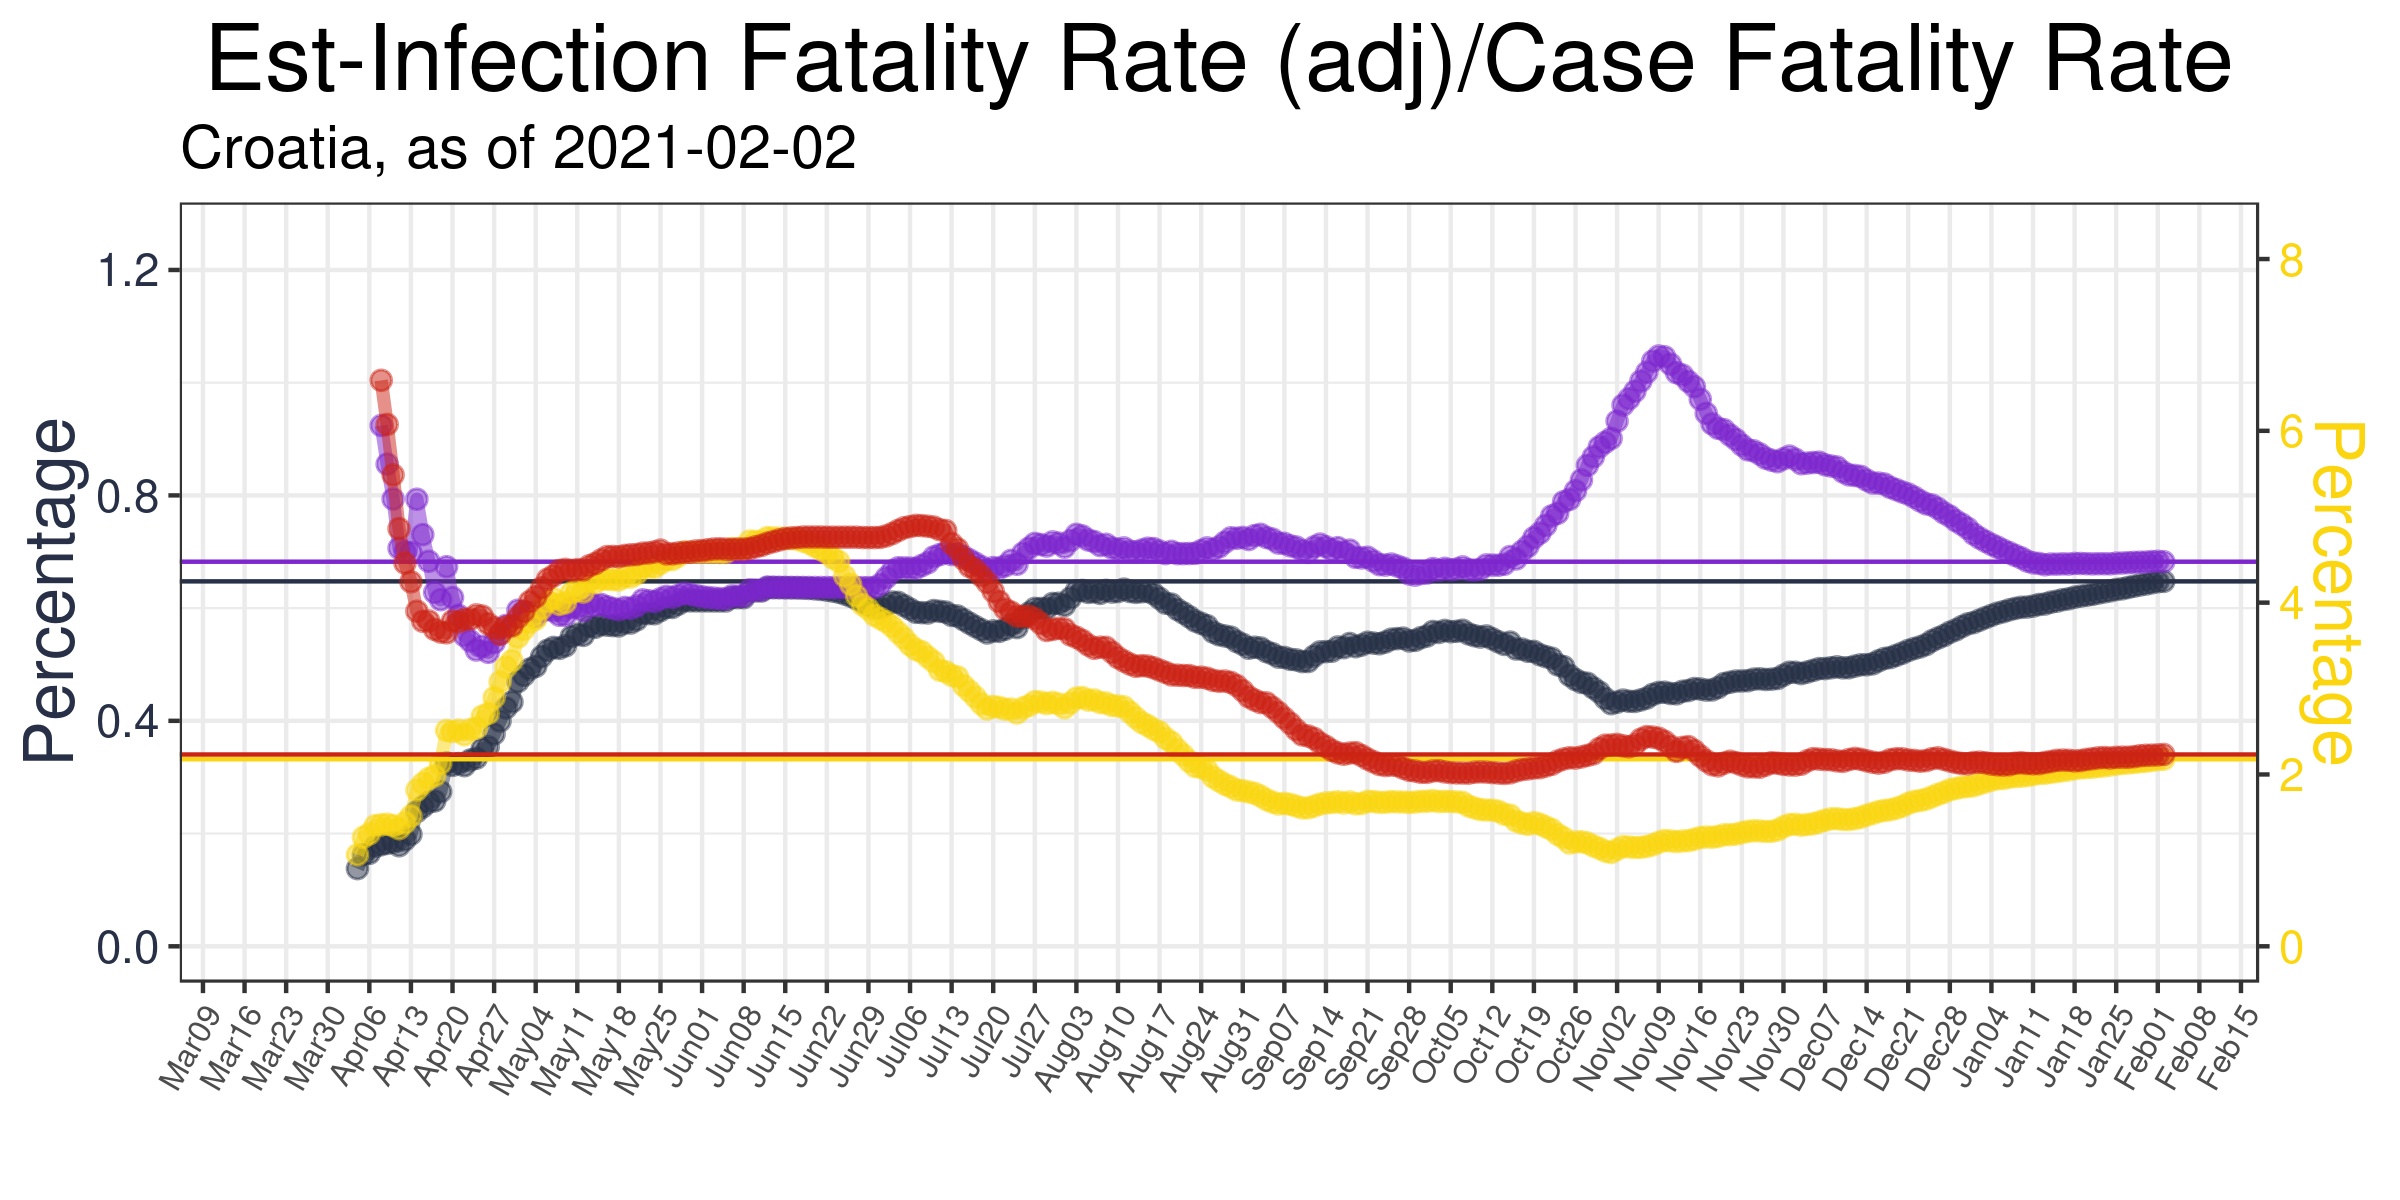 Est-Infection Fatality Rate (adj)/Case Fatality Rate
Croatia, as of 2021-02-02
Percentage
1.2
0.8
0.4
0.0
8
6
4
2
0
Percentage
Mar09
Mar16
Mar23
Mar30
Apr06
Apr13
Apr20
Apr27
May04
May11
May18
May25
Jun01
Jun08
Jun15
Jun22
Jun29
Jul06
Jul13
Jul20
Jul27
Aug03
Aug10
Aug17
Aug24
Aug31
Sep07
Sep14
Sep21
Sep28
Oct05
Oct12
Oct19
Oct26
Nov02
Nov09
Nov16
Nov23
Nov30
Dec07
Dec14
Dec21
Dec28
Jan04
Jan11
Jan18
Jan25
Feb01
Feb08
Feb15